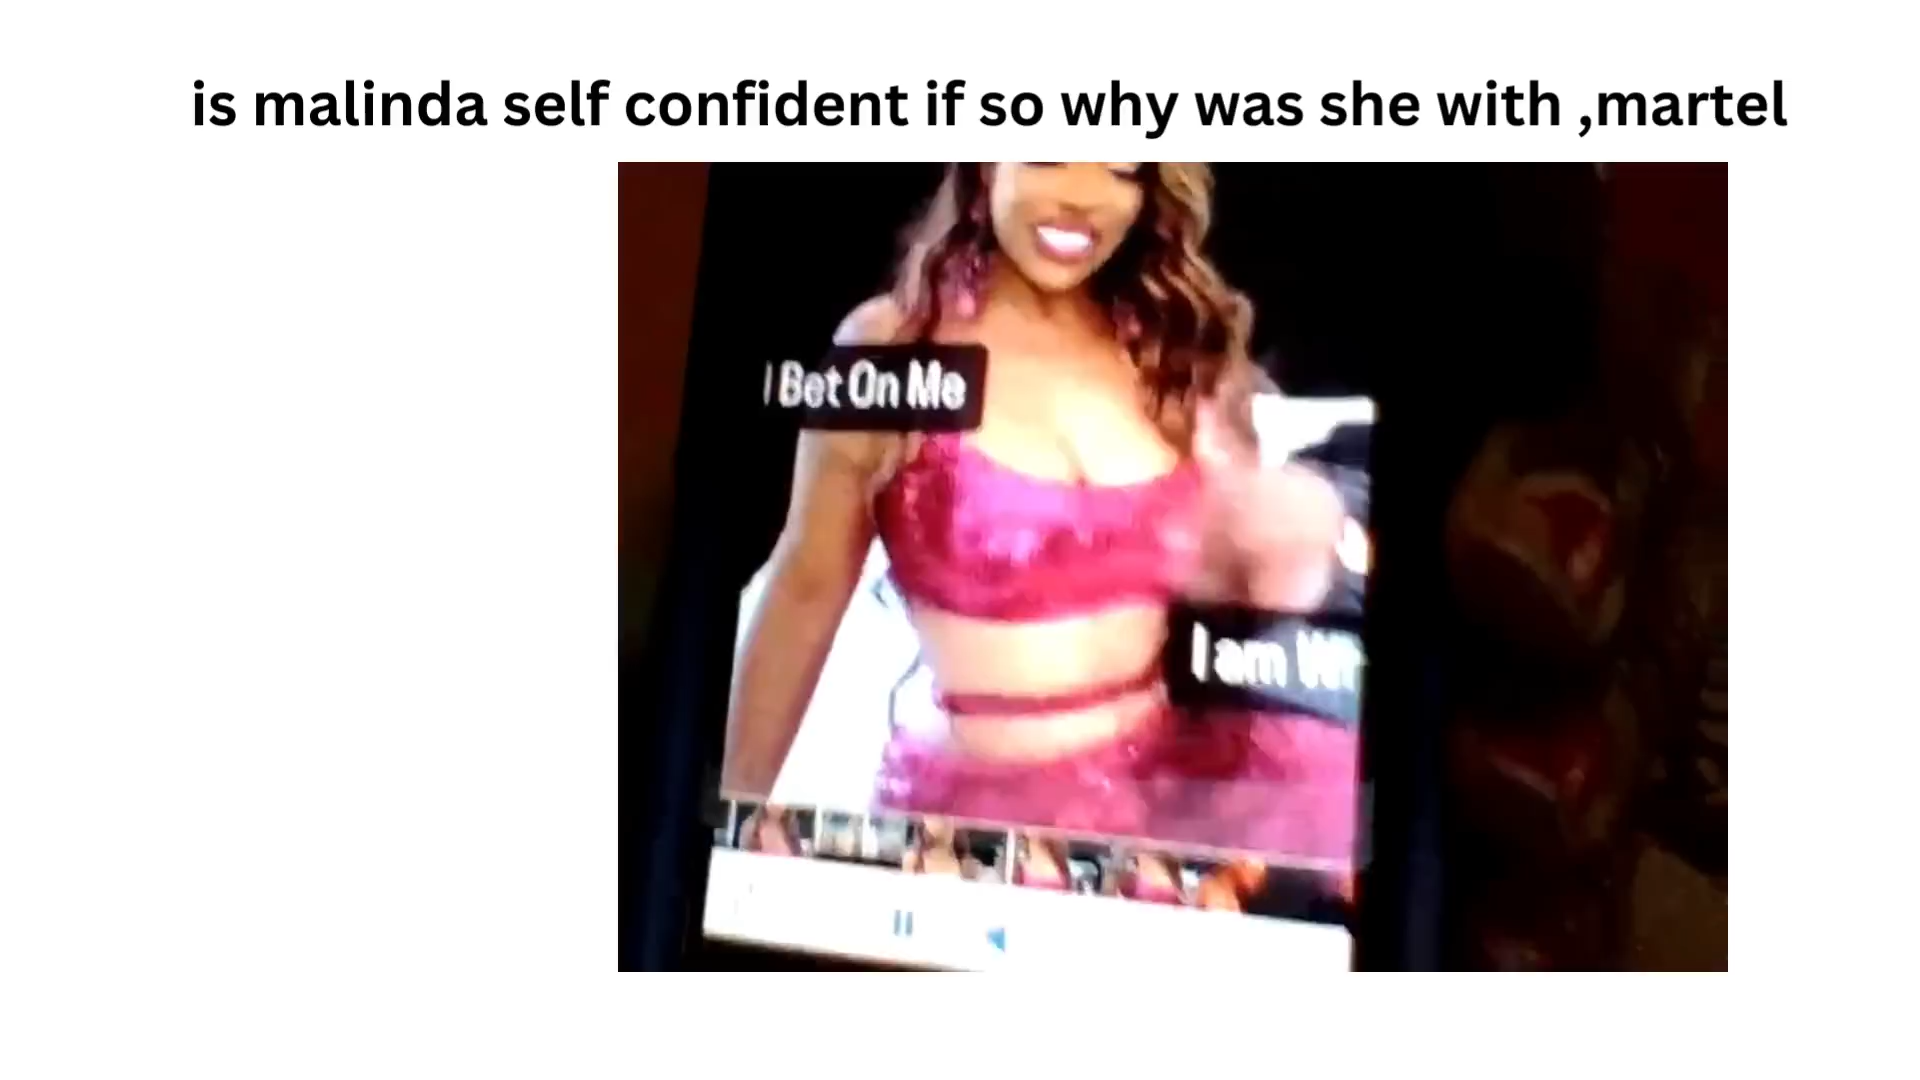 is malinda self confident if so why was she with ,martel
I Bet On Me
I am